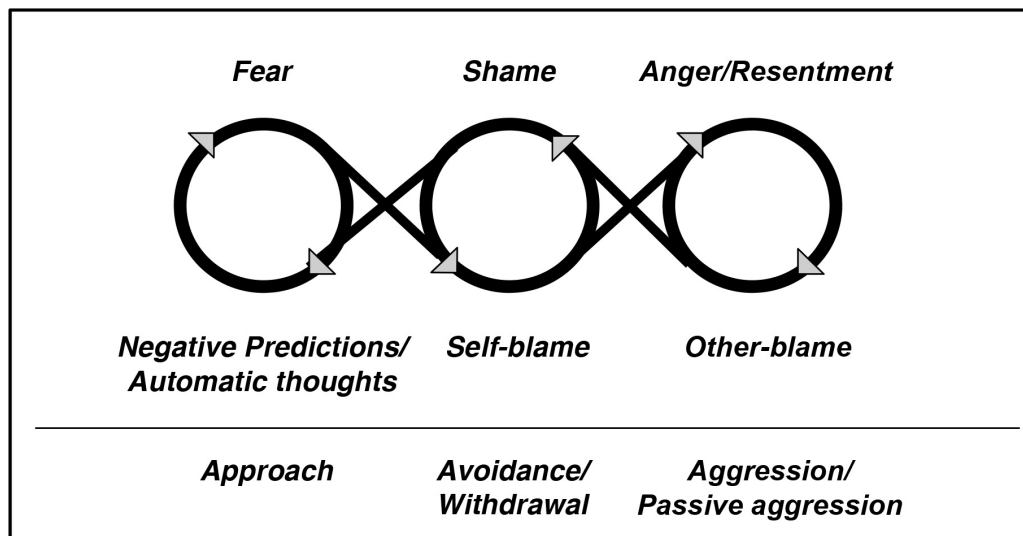 Fear
Shame
Anger/Resentment
Negative Predictions/
Automatic thoughts
Self-blame
Other-blame
Approach
Avoidance/
Withdrawal
Aggression/
Passive aggression